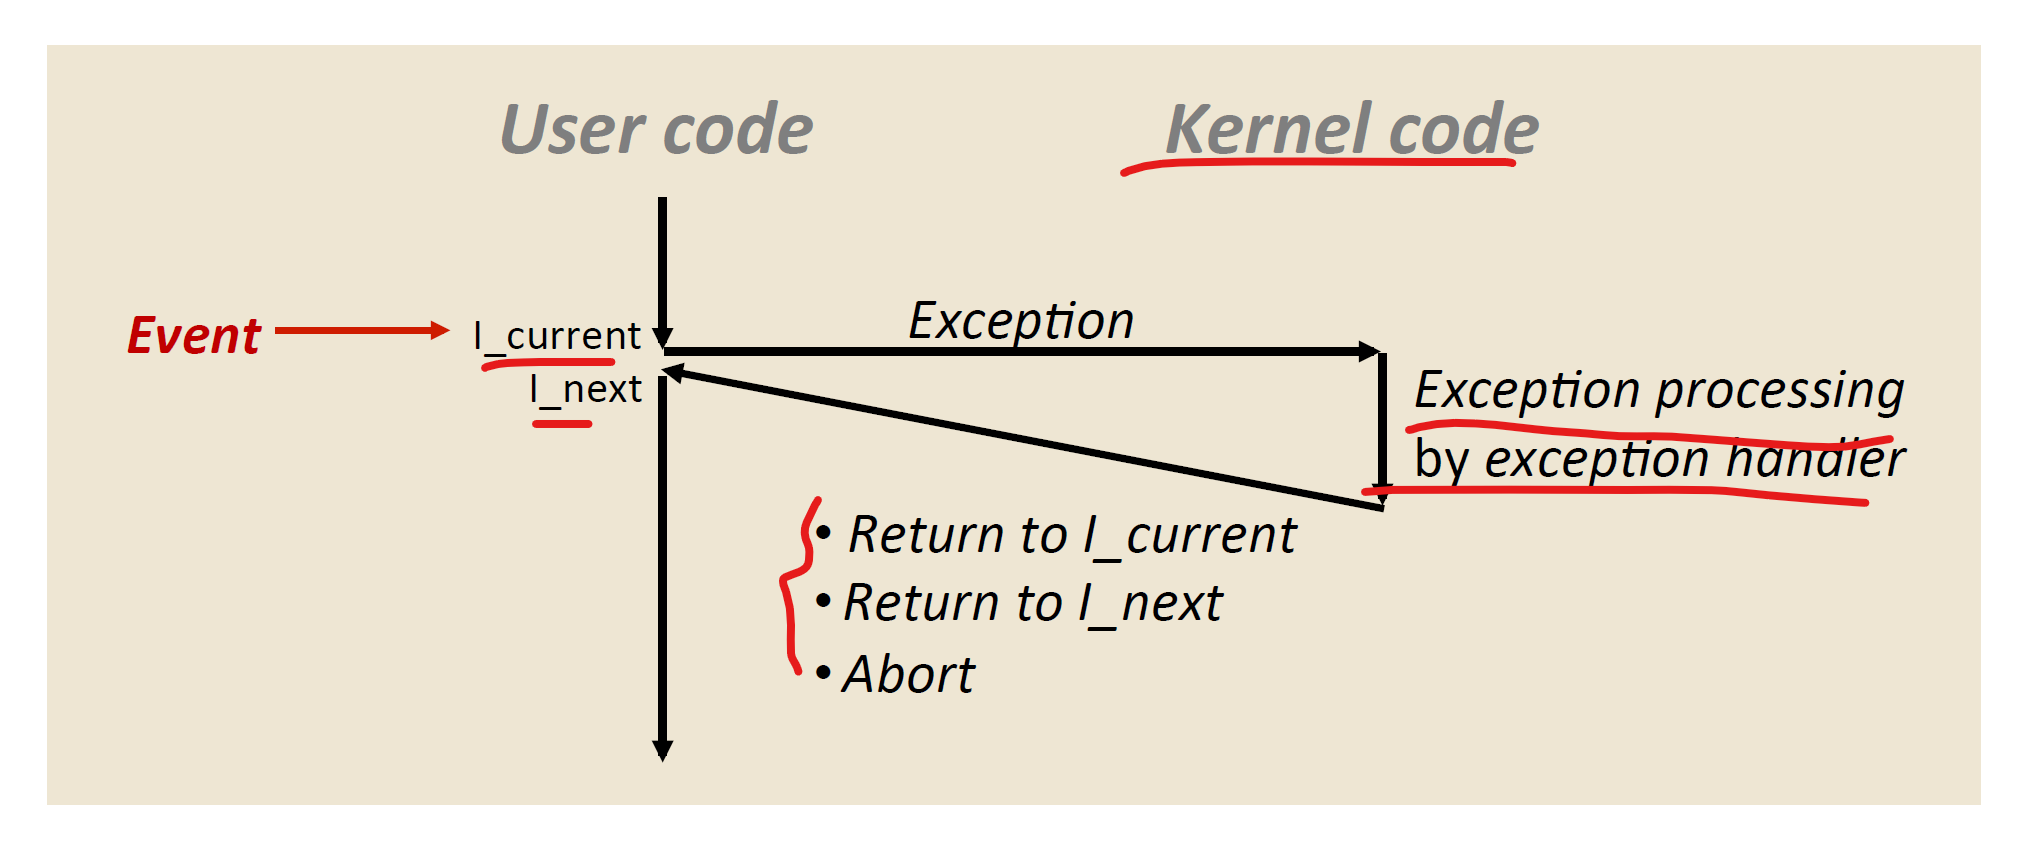 User code
Kernel code
Event
I_current
Exception
I_next
Exception processing
by exception handler
• Return to I_current
• Return to I_next
• Abort